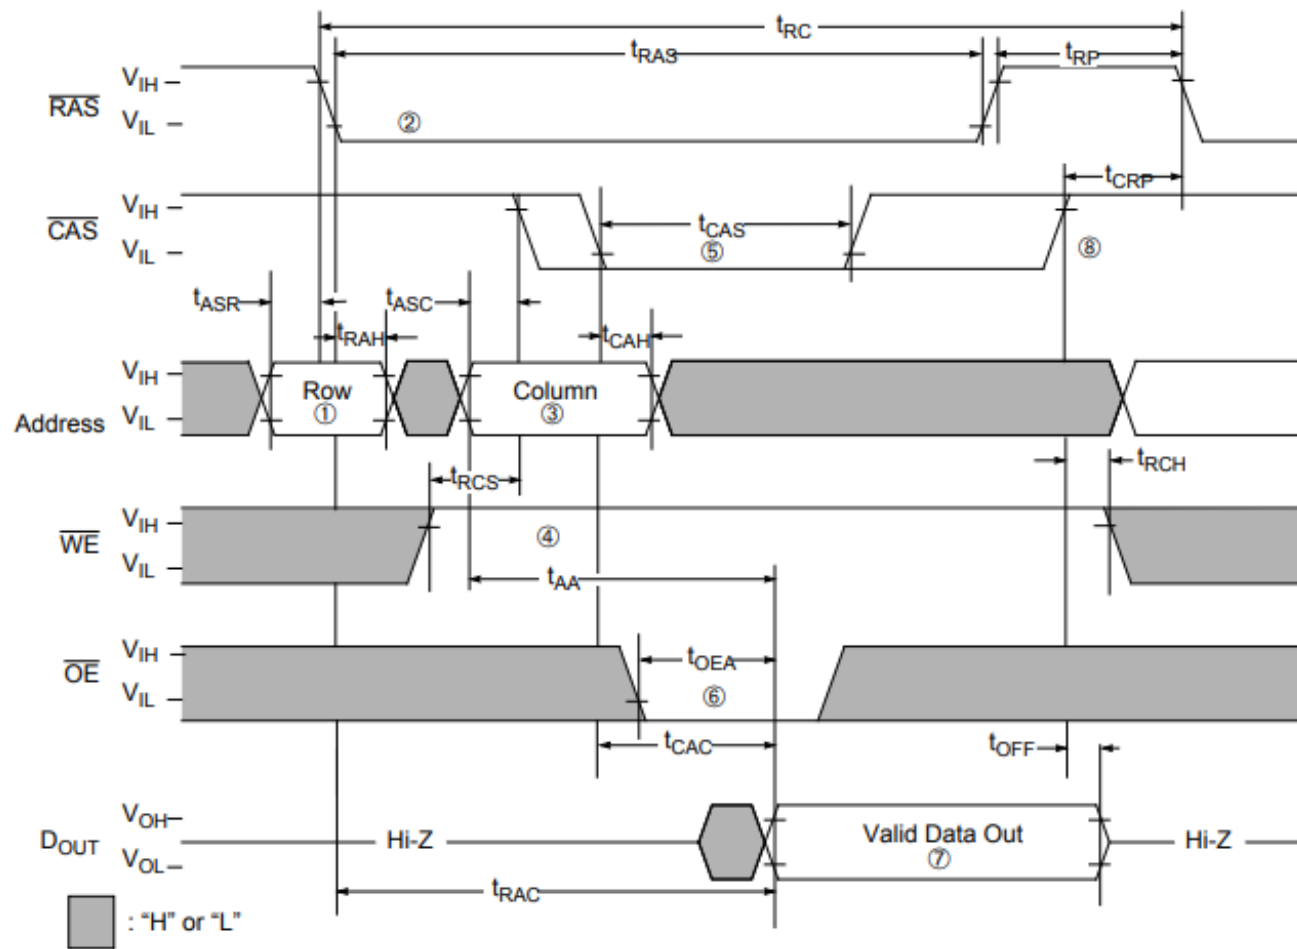 tRC
tRAS
tRP
RAS
VIH
VIL
②
tCRP
CAS
VIH
VIL
tCAS
⑤
⑧
tASR
tASC
tRAH
tCAH
Address
VIH
VIL
Row
①
Column
③
tRCS
tRCH
WE
VIH
VIL
④
tAA
OE
VIH
VIL
tOEA
⑥
tCAC
tOFF
DOUT
VOH
VOL
Hi-Z
Valid Data Out
⑦
Hi-Z
tRAC
: “H” or “L”